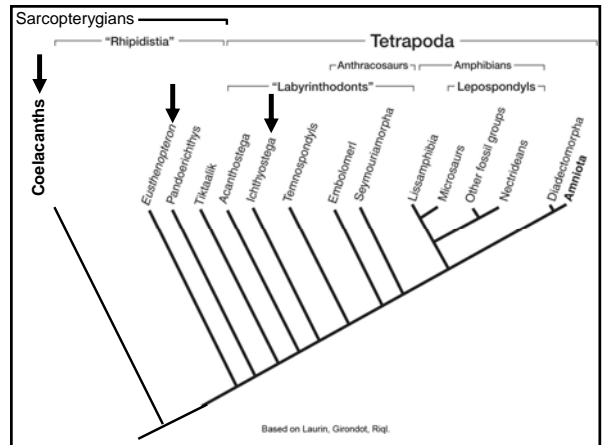 Sarcopterygians
"Rhipidistia"
Tetrapoda
Anthracosaurs
Amphibians
"Labyrinthodonts"
Lepospondyls
Coelacanths
Eusthenopteron
Pandoerichthys
Tiktaalik
Acanthostega
Ichthyostega
Temnospondyls
Embolomerl
Seymouriamorpha
Lissamphibia
Microsaurs
Other fossil groups
Nectrideans
Diadectomorpha
Amniota
Based on Laurin, Girondot, Riql.